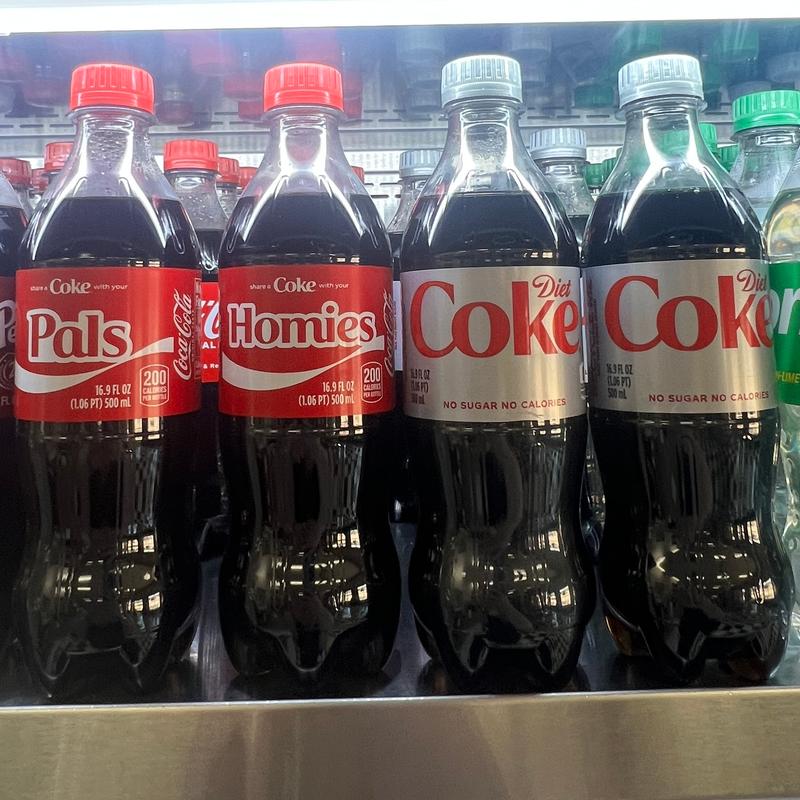 share a Coke with your
Pals
Coca-Cola
16.9 FL OZ
(1.06 PT) 500 mL
200
CALORIES
PER BOTTLE
share a Coke with your
Homies
Coca-Cola
16.9 FL OZ
(1.06 PT) 500 mL
200
CALORIES
PER BOTTLE
Diet
Coke
16.9 FL OZ
(1.06 PT)
500 mL
NO SUGAR NO CALORIES
Diet
Coke
16.9 FL OZ
(1.06 PT)
500 mL
NO SUGAR NO CALORIES